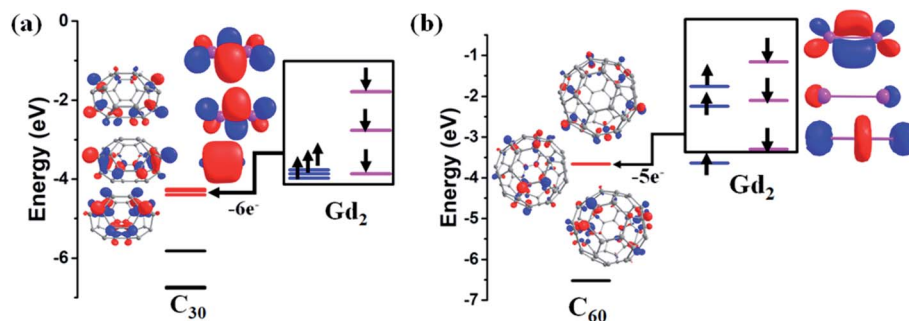 (a)
Energy (eV)
0
-2
-4
-6
-6e⁻
Gd₂
C₃₀
(b)
Energy (eV)
-1
-2
-3
-4
-5
-6
-7
-5e⁻
Gd₂
C₆₀